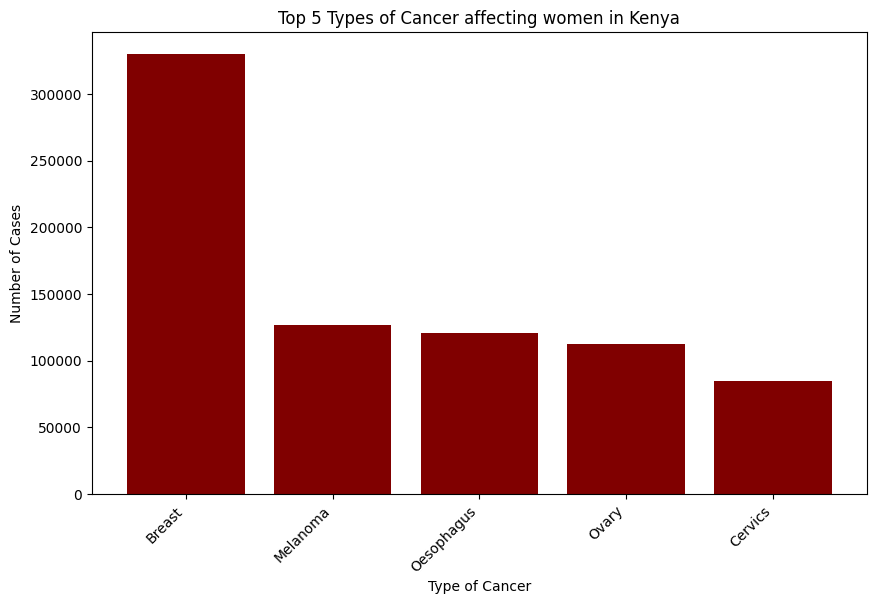 Top 5 Types of Cancer affecting women in Kenya
Number of Cases
300000
250000
200000
150000
100000
50000
0
Breast
Melanoma
Oesophagus
Ovary
Cervics
Type of Cancer